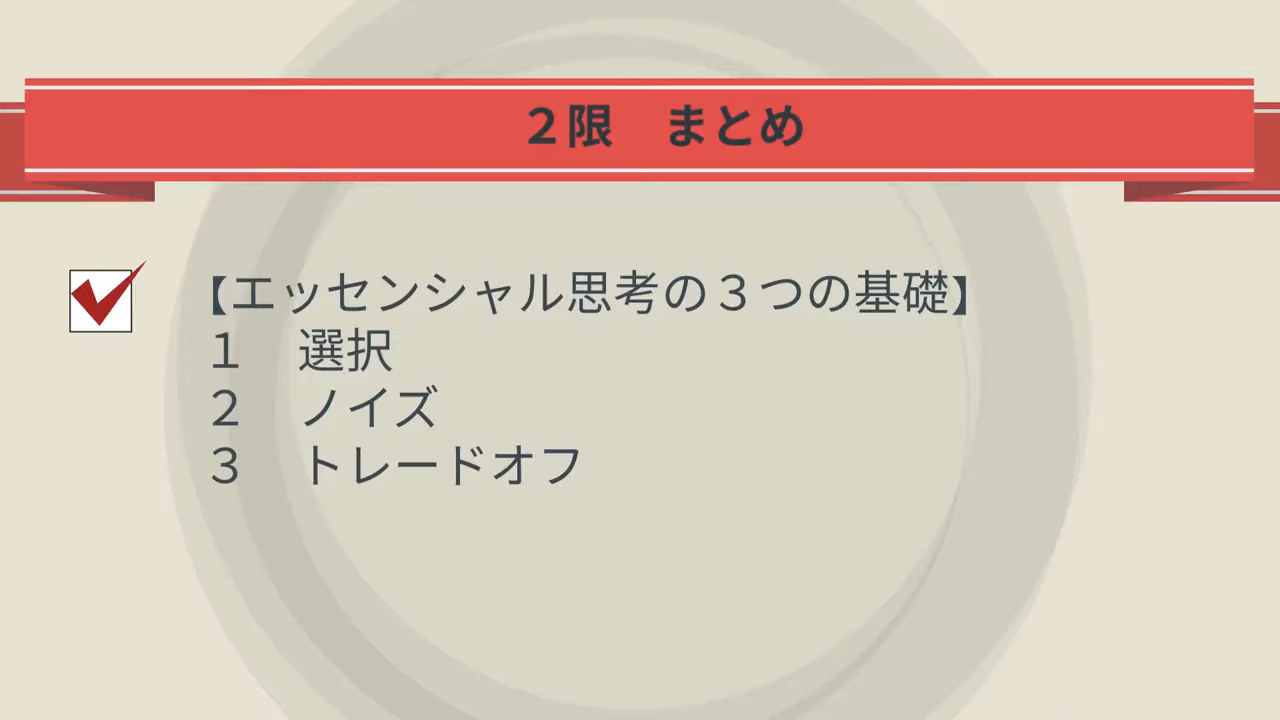 ２限　まとめ
【エッセンシャル思考の３つの基礎】
１　選択
２　ノイズ
３　トレードオフ